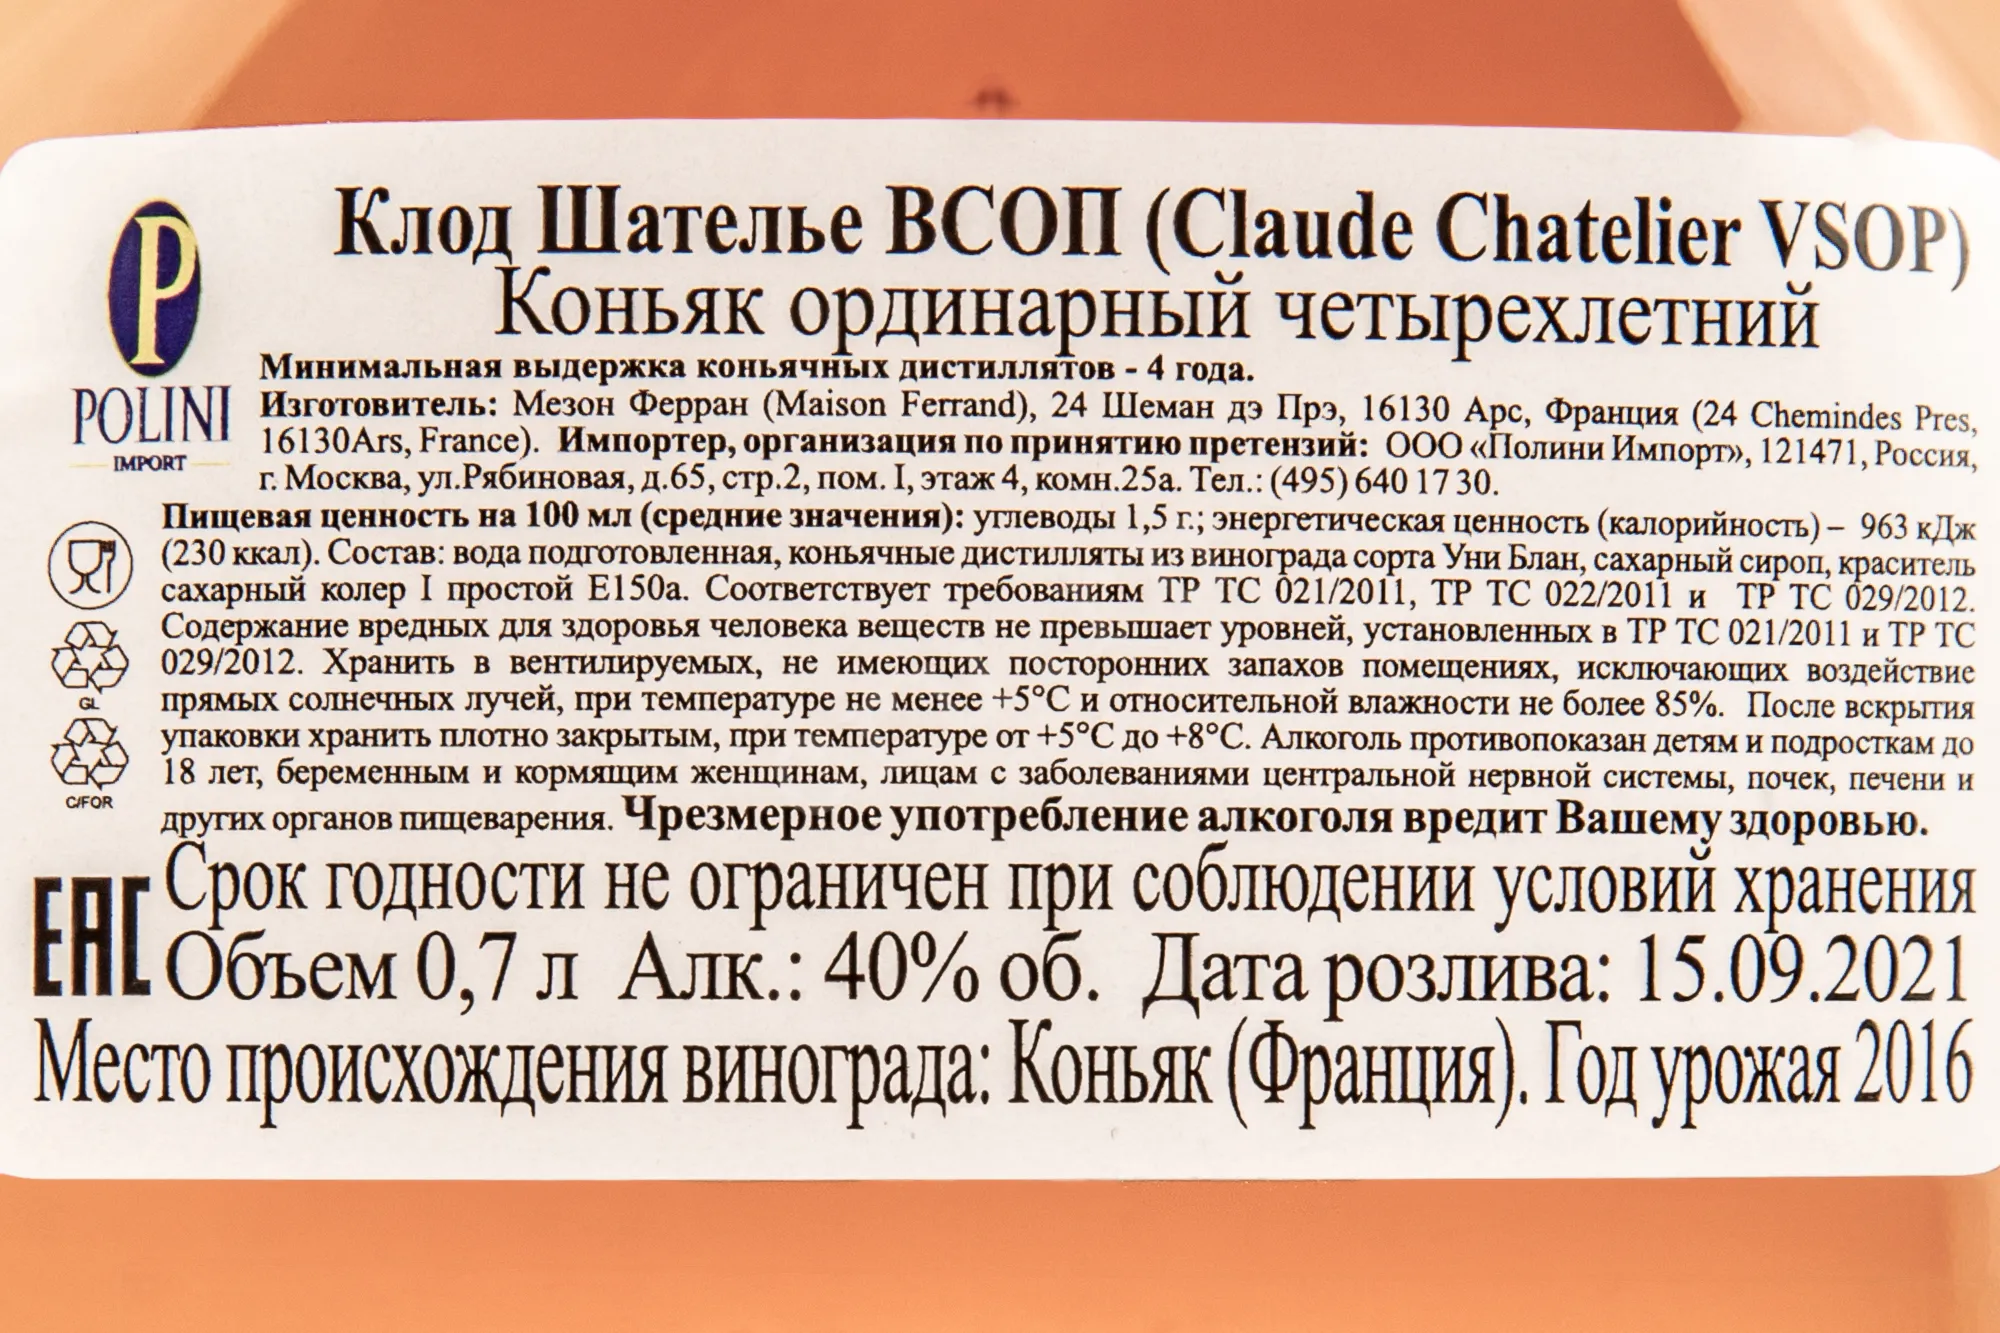 Клод Шателье ВСОП (Claude Chatelier VSOP)
Коньяк ординарный четырехлетний
P
POLINI
IMPORT
Минимальная выдержка коньячных дистиллятов - 4 года.
Изготовитель: Мезон Ферран (Maison Ferrand), 24 Шеман дэ Прэ, 16130 Арс, Франция (24 Chemindes Pres,
16130Ars, France). Импортер, организация по принятию претензий: ООО «Полини Импорт», 121471, Россия,
г. Москва, ул.Рябиновая, д.65, стр.2, пом. I, этаж 4, комн.25а. Тел.: (495) 640 17 30.
Пищевая ценность на 100 мл (средние значения): углеводы 1,5 г.; энергетическая ценность (калорийность) – 963 кДж
(230 ккал). Состав: вода подготовленная, коньячные дистилляты из винограда сорта Уни Блан, сахарный сироп, краситель
сахарный колер I простой Е150а. Соответствует требованиям ТР ТС 021/2011, ТР ТС 022/2011 и ТР ТС 029/2012.
Содержание вредных для здоровья человека веществ не превышает уровней, установленных в ТР ТС 021/2011 и ТР ТС
029/2012. Хранить в вентилируемых, не имеющих посторонних запахов помещениях, исключающих воздействие
прямых солнечных лучей, при температуре не менее +5°С и относительной влажности не более 85%. После вскрытия
упаковки хранить плотно закрытым, при температуре от +5°С до +8°С. Алкоголь противопоказан детям и подросткам до
18 лет, беременным и кормящим женщинам, лицам с заболеваниями центральной нервной системы, почек, печени и
других органов пищеварения. Чрезмерное употребление алкоголя вредит Вашему здоровью.
GL
C/FOR
EAC
Срок годности не ограничен при соблюдении условий хранения
Объем 0,7 л Алк.: 40% об. Дата розлива: 15.09.2021
Место происхождения винограда: Коньяк (Франция). Год урожая 2016